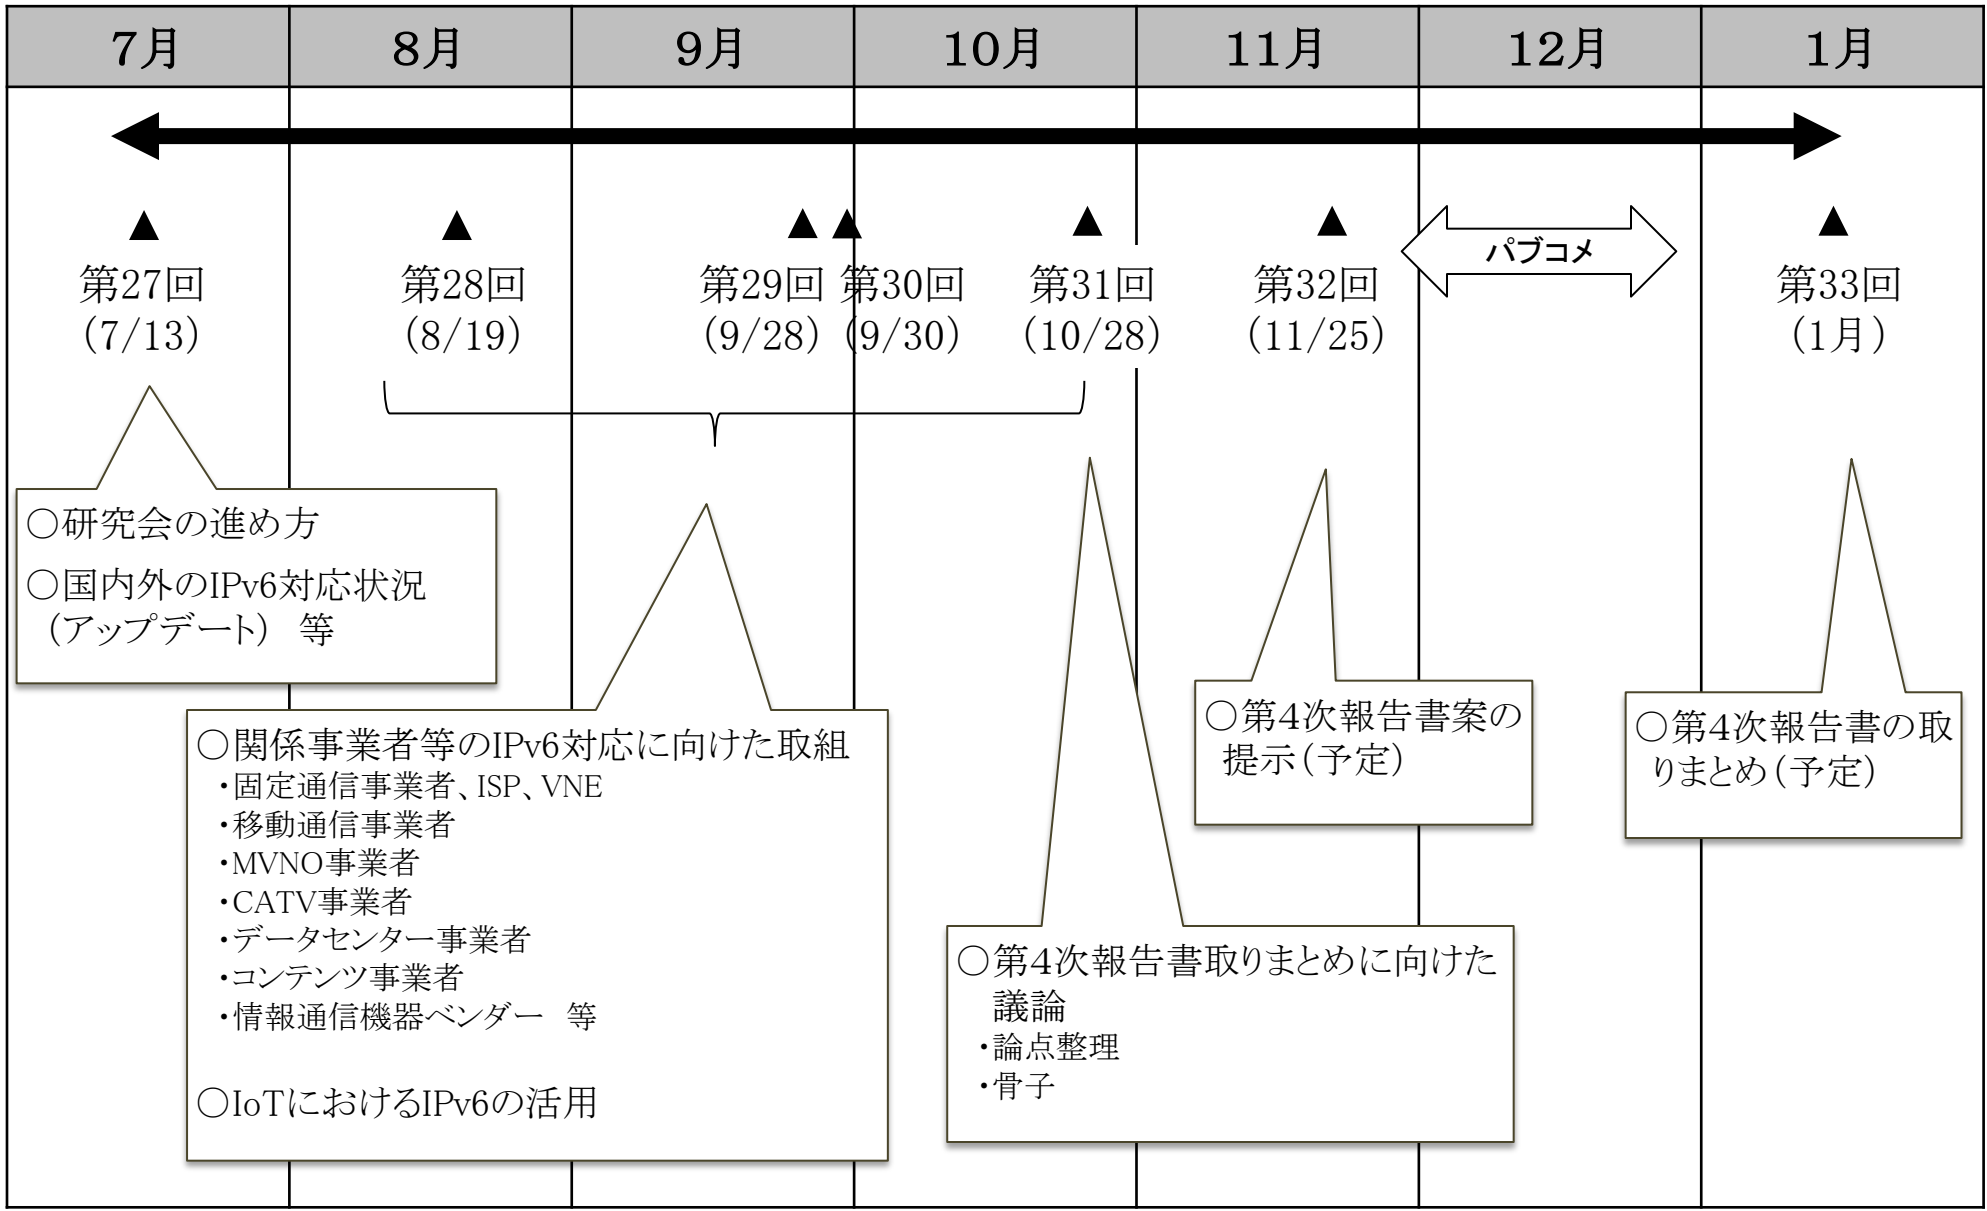 7月
8月
9月
10月
11月
12月
1月
▲
▲
▲
▲
▲
▲
▲
パブコメ
第27回
(7/13)
第28回
(8/19)
第29回
(9/28)
第30回
(9/30)
第31回
(10/28)
第32回
(11/25)
第33回
(1月)
○研究会の進め方
○国内外のIPv6対応状況
(アップデート) 等
○関係事業者等のIPv6対応に向けた取組
・固定通信事業者、ISP、VNE
・移動通信事業者
・MVNO事業者
・CATV事業者
・データセンター事業者
・コンテンツ事業者
・情報通信機器ベンダー 等
○IoTにおけるIPv6の活用
○第4次報告書取りまとめに向けた
議論
・論点整理
・骨子
○第4次報告書案の
提示(予定)
○第4次報告書の取
りまとめ(予定)